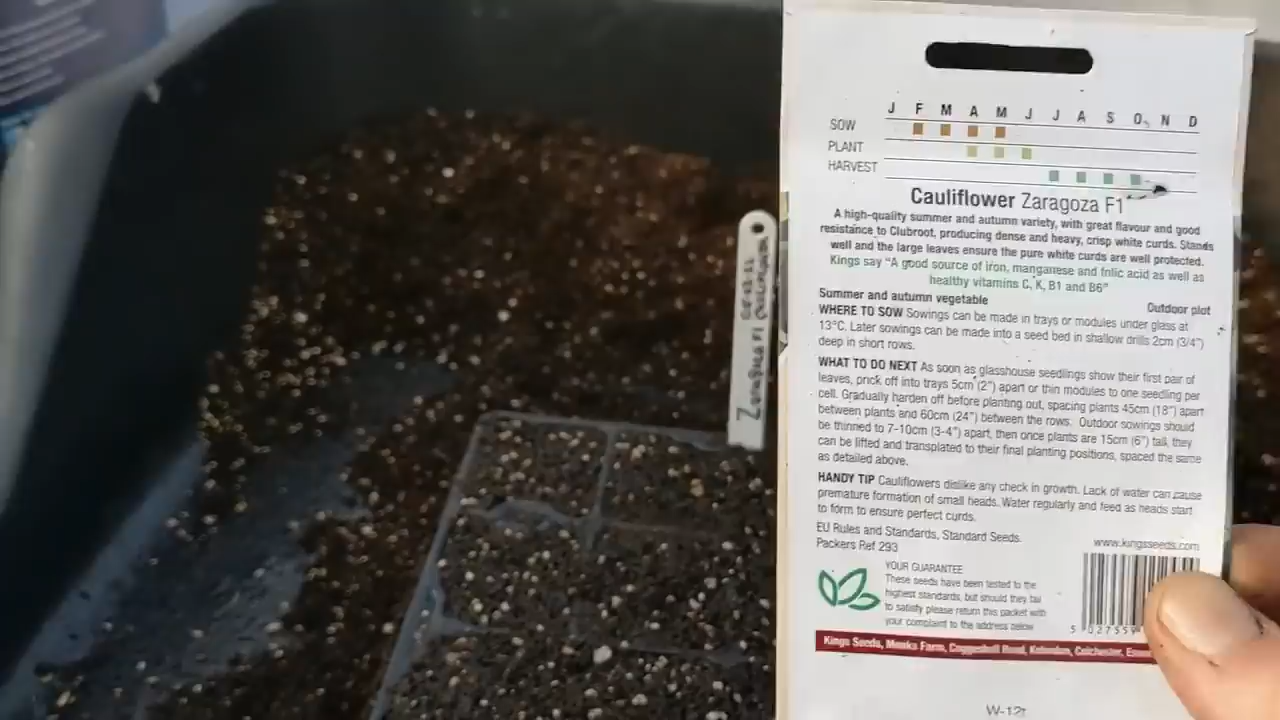 J F M A M J J A S O N D
SOW
PLANT
HARVEST
Cauliflower Zaragoza F1
A high-quality summer and autumn variety, with great flavour and good
resistance to Clubroot, producing dense and heavy, crisp white curds. Stands
well and the large leaves ensure the pure white curds are well protected.
Kings say "A good source of iron, manganese and folic acid as well as
healthy vitamins C, K, B1 and B6"
Summer and autumn vegetable Outdoor plot
WHERE TO SOW Sowings can be made in trays or modules under glass at
13°C. Later sowings can be made into a seed bed in shallow drills 2cm (3/4")
deep in short rows.
WHAT TO DO NEXT As soon as glasshouse seedlings show their first pair of
leaves, prick off into trays 5cm (2") apart or thin modules to one seedling per
cell. Gradually harden off before planting out, spacing plants 45cm (18") apart
between plants and 60cm (24") between the rows. Outdoor sowings should
be thinned to 7-10cm (3-4") apart, then once plants are 15cm (6") tall, they
can be lifted and transplated to their final planting positions, spaced the same
as detailed above.
HANDY TIP Cauliflowers dislike any check in growth. Lack of water can cause
premature formation of small heads. Water regularly and feed as heads start
to form to ensure perfect curds.
EU Rules and Standards, Standard Seeds.
Packers Ref 293
www.kingsseeds.com
YOUR GUARANTEE
These seeds have been tested to the
highest standards, but should they fail
to satisfy please return this packet with
your complaint to the address below
5 027559
Kings Seeds, Monks Farm, Coggeshall Road, Kelvedon, Colchester,
W-12r
Zaragoza F1